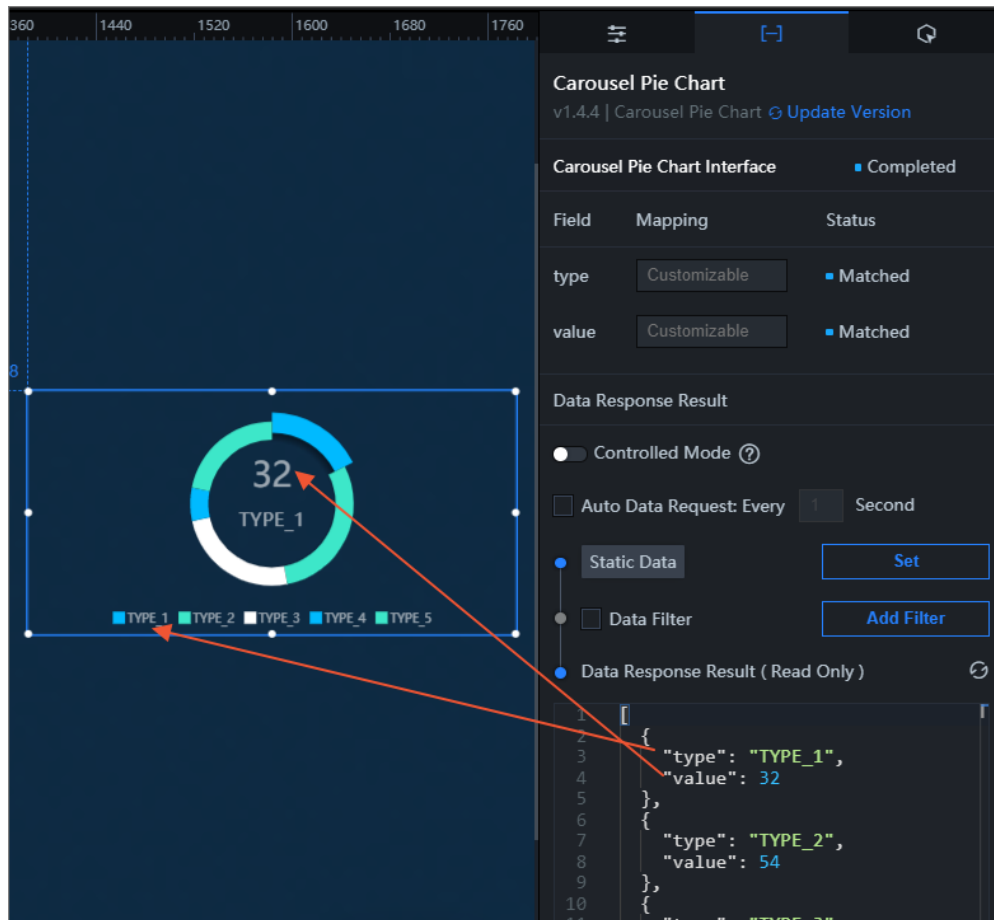 360 1440 1520 1600 1680 1760
8
32
TYPE_1
TYPE_1 TYPE_2 TYPE_3 TYPE_4 TYPE_5
Carousel Pie Chart
v1.4.4 | Carousel Pie Chart Update Version
Carousel Pie Chart Interface Completed
Field Mapping Status
type Customizable Matched
value Customizable Matched
Data Response Result
Controlled Mode ?
Auto Data Request: Every 1 Second
Static Data Set
Data Filter Add Filter
Data Response Result ( Read Only )
1 [
2 {
3 "type": "TYPE_1",
4 "value": 32
5 },
6 {
7 "type": "TYPE_2",
8 "value": 54
9 },
10 {
11 "type": "TYPE_3",